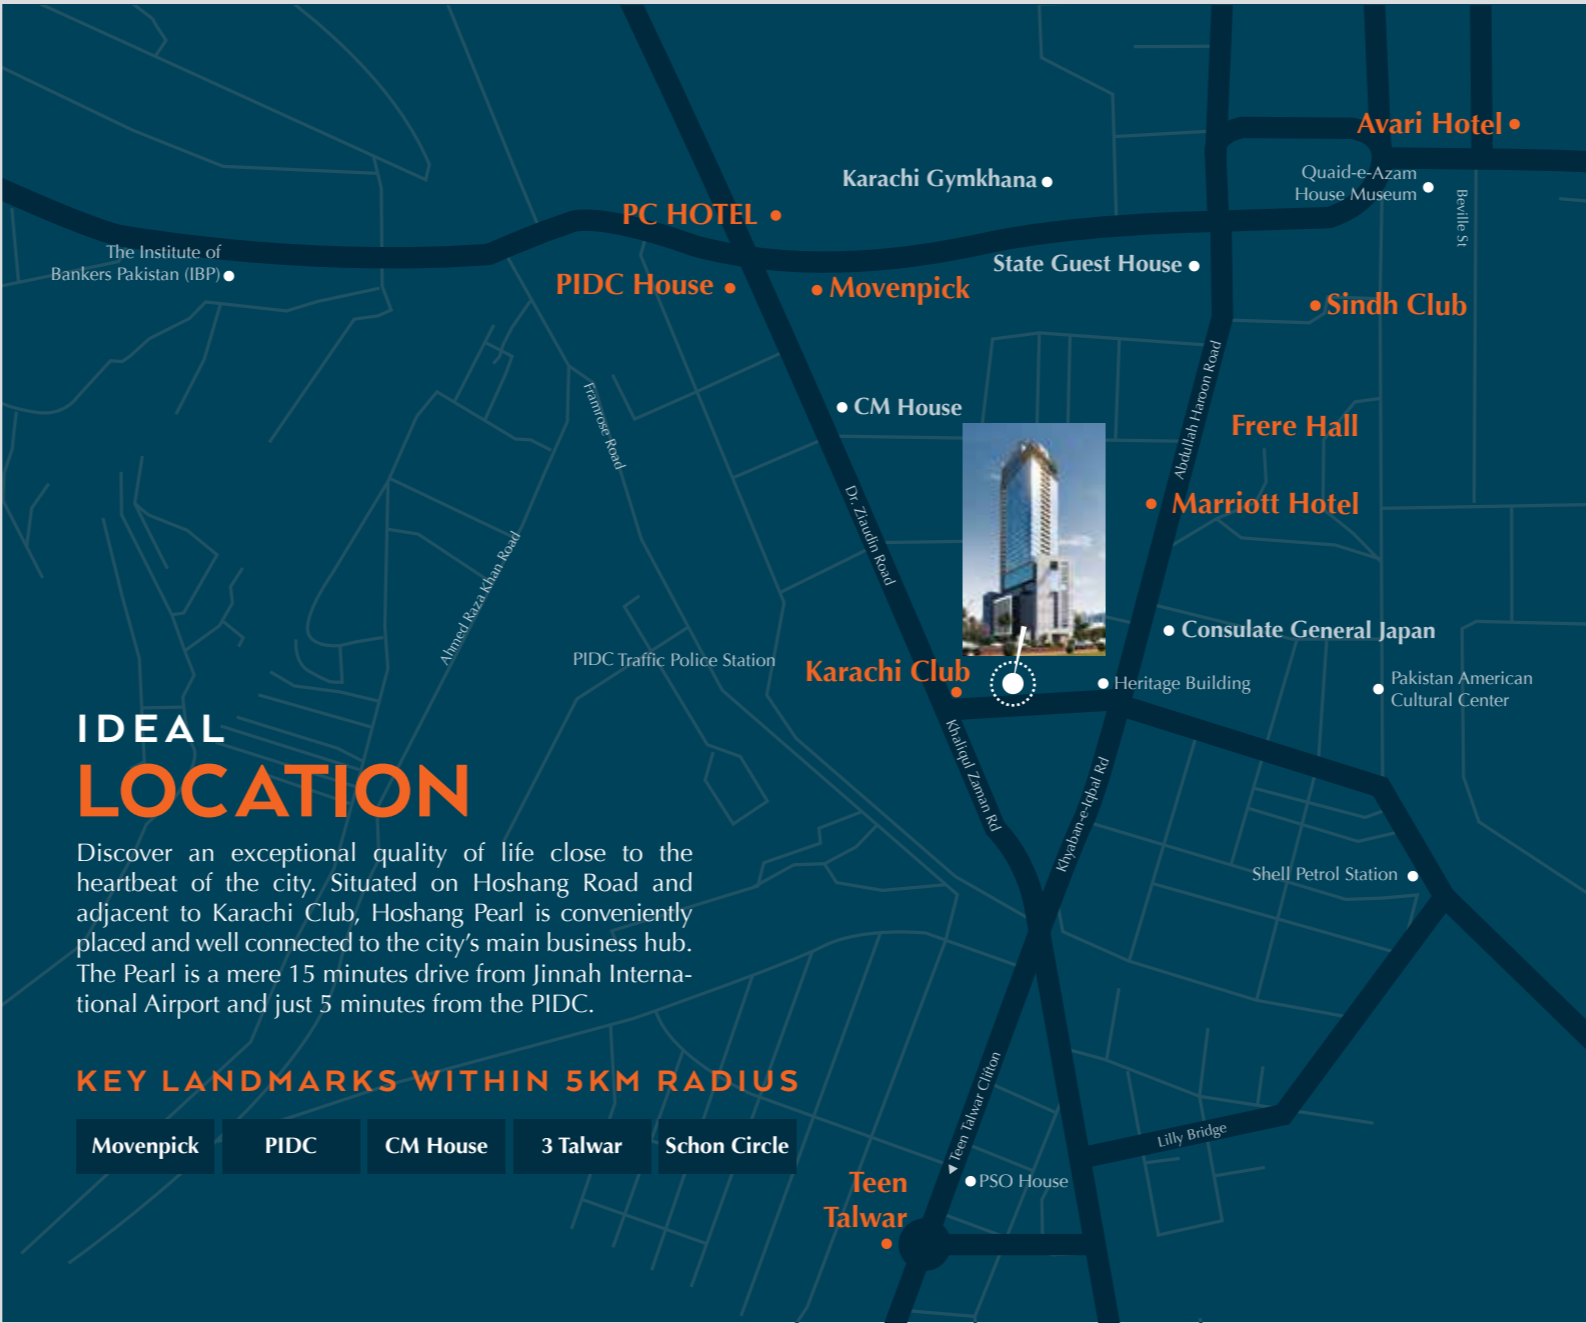 Avari Hotel
Quaid-e-Azam
House Museum
Beville St
Karachi Gymkhana
PC HOTEL
The Institute of
Bankers Pakistan (IBP)
State Guest House
PIDC House
Movenpick
Sindh Club
Abdullah Haroon Road
Framrose Road
CM House
Frere Hall
Marriott Hotel
Dr. Ziaudin Road
Ahmed Raza Khan Road
Consulate General Japan
PIDC Traffic Police Station
Karachi Club
Heritage Building
Pakistan American
Cultural Center
Khaliqul Zaman Rd
Khyaban-e-Iqbal Rd
Shell Petrol Station
IDEAL
LOCATION
Discover an exceptional quality of life close to the
heartbeat of the city. Situated on Hoshang Road and
adjacent to Karachi Club, Hoshang Pearl is conveniently
placed and well connected to the city's main business hub.
The Pearl is a mere 15 minutes drive from Jinnah Interna-
tional Airport and just 5 minutes from the PIDC.
KEY LANDMARKS WITHIN 5KM RADIUS
Movenpick
PIDC
CM House
3 Talwar
Schon Circle
Teen Talwar Clifton
Lilly Bridge
PSO House
Teen
Talwar